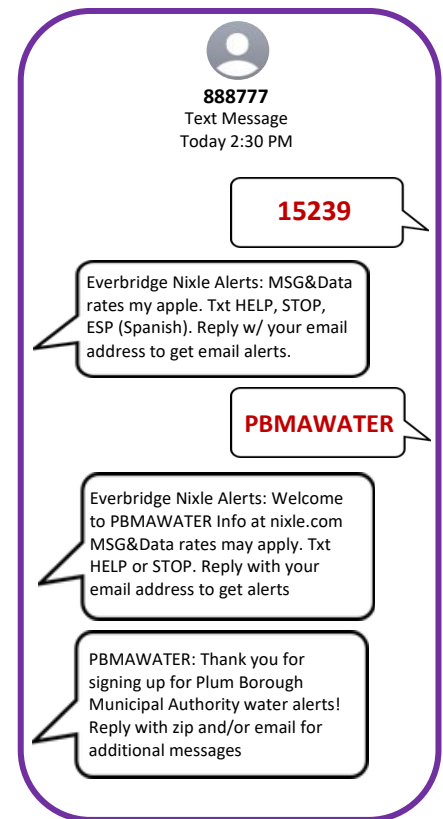 888777
Text Message
Today 2:30 PM
15239
Everbridge Nixle Alerts: MSG&Data
rates my apple. Txt HELP, STOP,
ESP (Spanish). Reply w/ your email
address to get email alerts.
PBMAWATER
Everbridge Nixle Alerts: Welcome
to PBMAWATER Info at nixle.com
MSG&Data rates may apply. Txt
HELP or STOP. Reply with your
email address to get alerts
PBMAWATER: Thank you for
signing up for Plum Borough
Municipal Authority water alerts!
Reply with zip and/or email for
additional messages